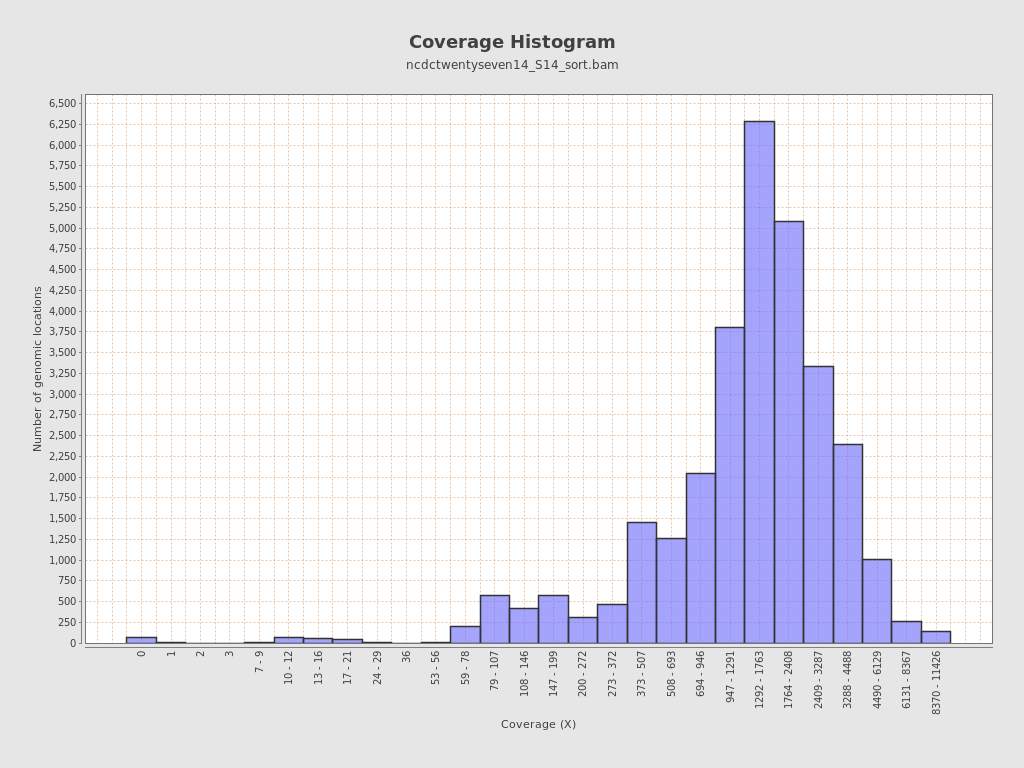 Coverage Histogram
ncdctwentyseven14_S14_sort.bam
6,500
6,250
6,000
5,750
5,500
5,250
5,000
4,750
4,500
4,250
4,000
3,750
3,500
3,250
3,000
2,750
2,500
2,250
2,000
1,750
1,500
1,250
1,000
750
500
250
0
Number of genomic locations
0
1
2
3
7 - 9
10 - 12
13 - 16
17 - 21
24 - 29
36
53 - 56
59 - 78
79 - 107
108 - 146
147 - 199
200 - 272
273 - 372
373 - 507
508 - 693
694 - 946
947 - 1291
1292 - 1763
1764 - 2408
2409 - 3287
3288 - 4488
4490 - 6129
6131 - 8367
8370 - 11426
Coverage (X)